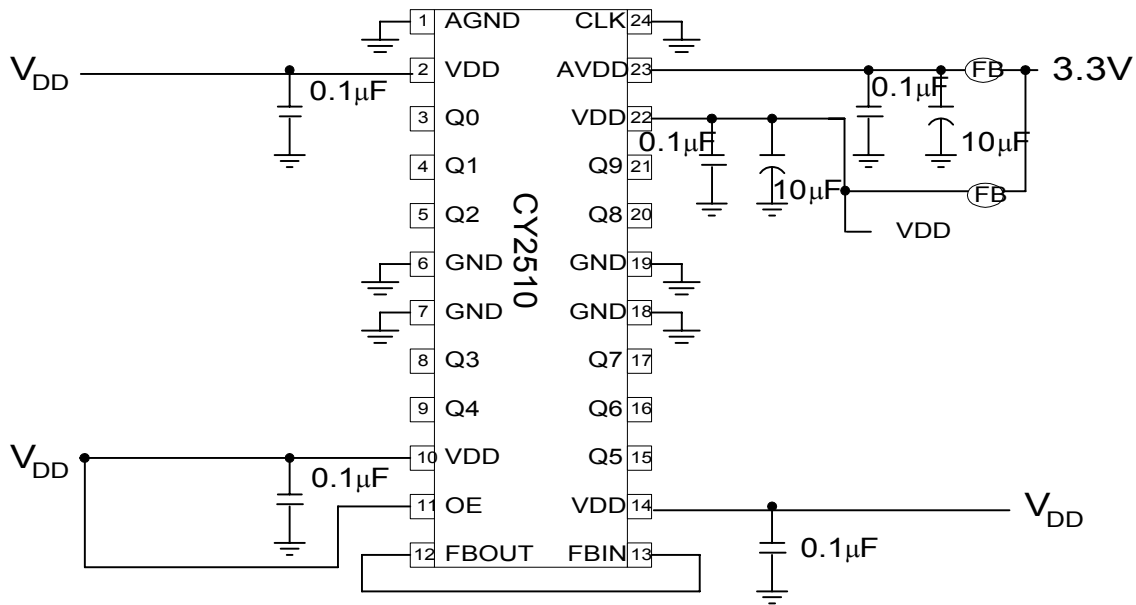 1 AGND CLK 24
V_DD 2 VDD AVDD 23 FB 3.3V
0.1μF 0.1μF
3 Q0 VDD 22
0.1μF 10μF
4 Q1 Q9 21
10μF FB
5 Q2 Q8 20
VDD
CY2510
6 GND GND 19
7 GND GND 18
8 Q3 Q7 17
9 Q4 Q6 16
V_DD 10 VDD Q5 15
0.1μF
11 OE VDD 14 V_DD
12 FBOUT FBIN 13 0.1μF